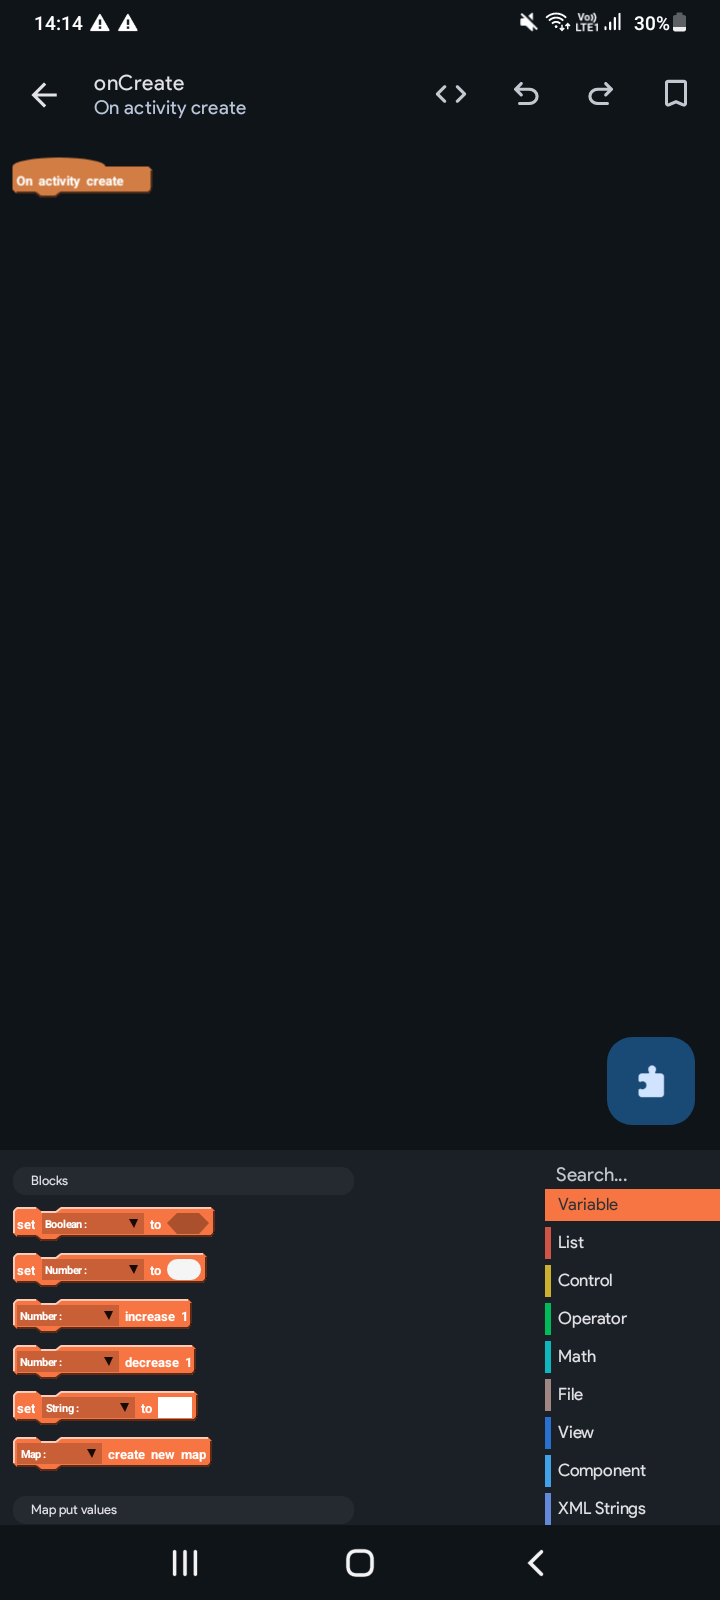 14:14
Vo)) LTE1 30%
onCreate
On activity create
On activity create
Blocks
set Boolean : to
set Number : to
Number : increase 1
Number : decrease 1
set String : to
Map : create new map
Map put values
Search...
Variable
List
Control
Operator
Math
File
View
Component
XML Strings